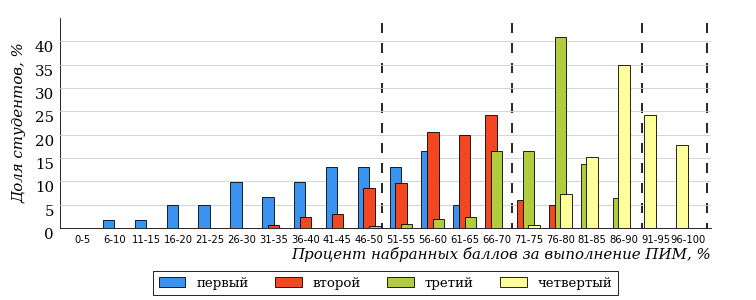 Доля студентов, %
40
35
30
25
20
15
10
5
0
0-5 6-10 11-15 16-20 21-25 26-30 31-35 36-40 41-45 46-50 51-55 56-60 61-65 66-70 71-75 76-80 81-85 86-90 91-95 96-100
Процент набранных баллов за выполнение ПИМ, %
первый второй третий четвертый